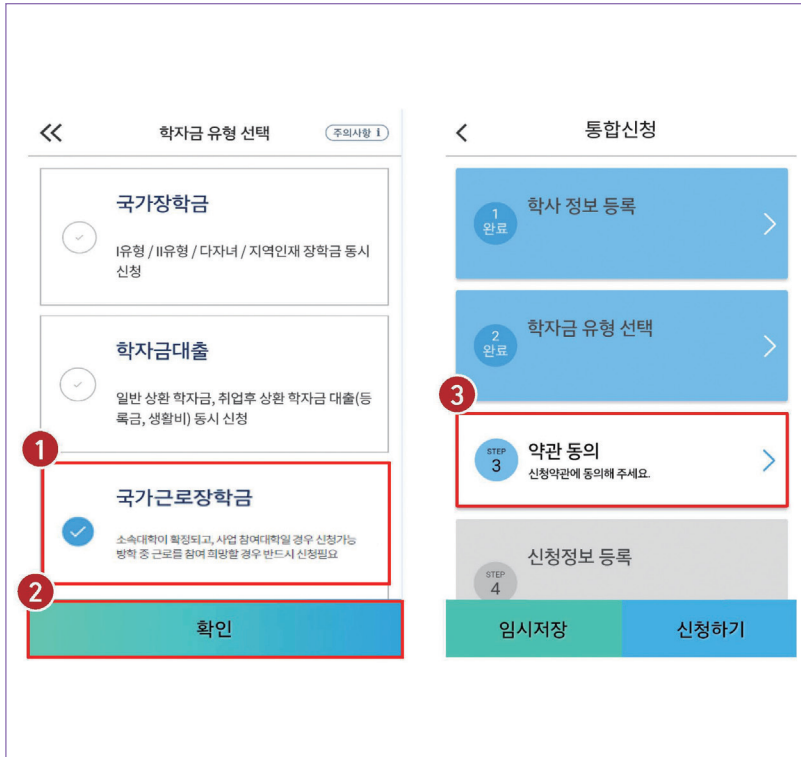 학자금 유형 선택
주의사항 i
국가장학금
I유형 / II유형 / 다자녀 / 지역인재 장학금 동시
신청
학자금대출
일반 상환 학자금, 취업후 상환 학자금 대출(등
록금, 생활비) 동시 신청
1
국가근로장학금
소속대학이 확정되고, 사업 참여대학일 경우 신청가능
방학 중 근로를 참여 희망할 경우 반드시 신청필요
2
확인
통합신청
1
완료
학사 정보 등록
2
완료
학자금 유형 선택
3
STEP
3
약관 동의
신청약관에 동의해 주세요.
STEP
4
신청정보 등록
임시저장
신청하기